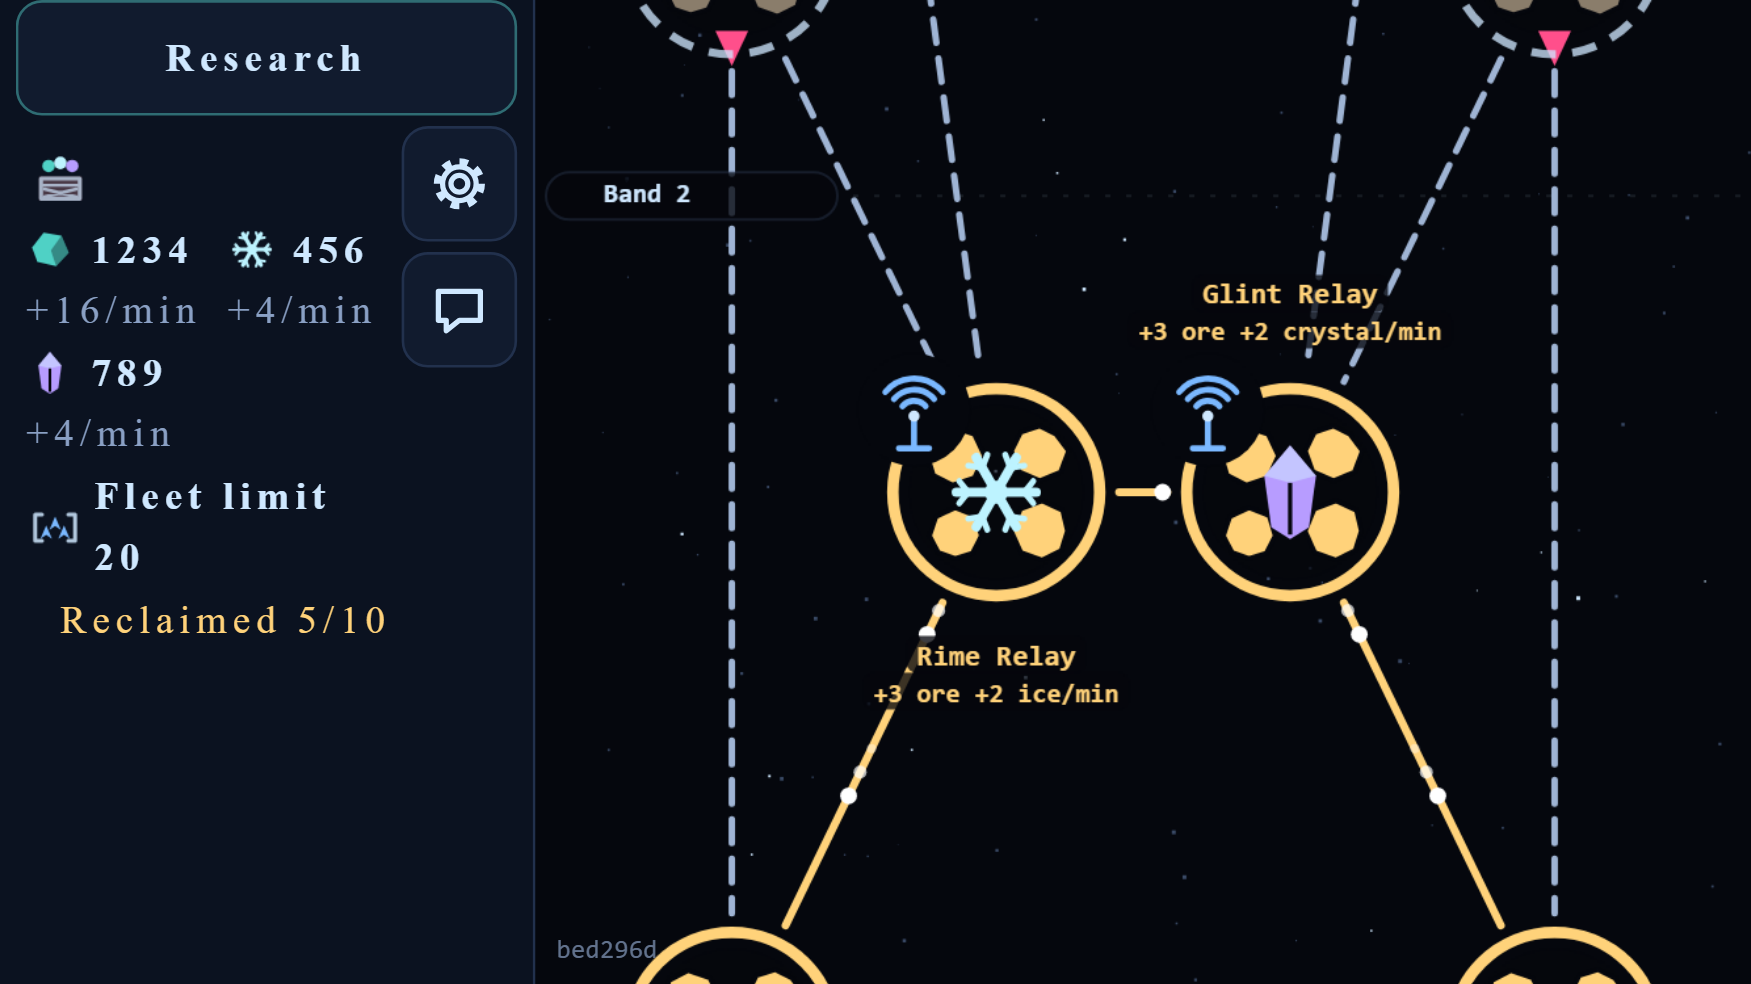 Research
1234 456
+16/min +4/min
789
+4/min
Fleet limit
20
Reclaimed 5/10
Band 2
Glint Relay
+3 ore +2 crystal/min
Rime Relay
+3 ore +2 ice/min
bed296d